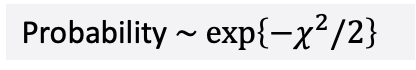 Probability ~ exp{−χ²/2}